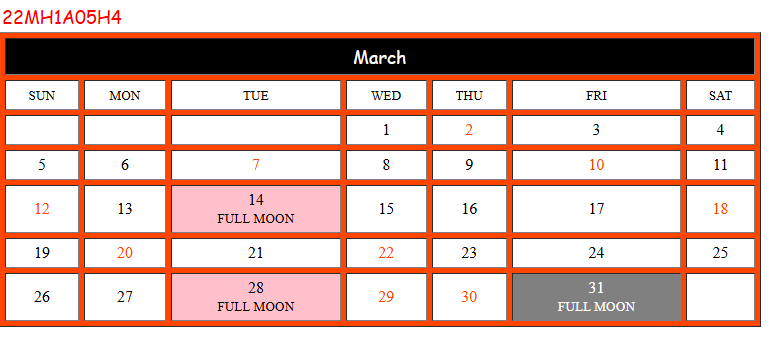 22MH1A05H4
March
SUN MON TUE WED THU FRI SAT
1 2 3 4
5 6 7 8 9 10 11
12 13 14 15 16 17 18
FULL MOON
19 20 21 22 23 24 25
26 27 28 29 30 31
FULL MOON FULL MOON